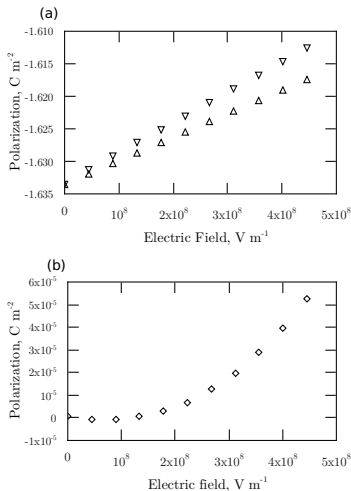 (a)
-1.610
-1.615
-1.620
-1.625
-1.630
-1.635
Polarization, C m⁻²
0 10⁸ 2x10⁸ 3x10⁸ 4x10⁸ 5x10⁸
Electric Field, V m⁻¹
(b)
6x10⁻⁵
5x10⁻⁵
4x10⁻⁵
3x10⁻⁵
2x10⁻⁵
10⁻⁵
0
-1x10⁻⁵
Polarization, C m⁻²
0 10⁸ 2x10⁸ 3x10⁸ 4x10⁸ 5x10⁸
Electric field, V m⁻¹